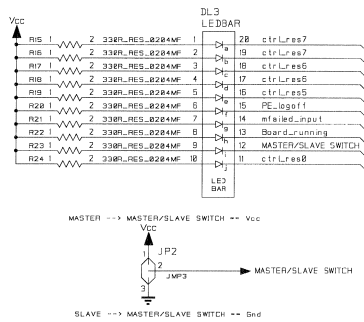 DL3
LEDBAR
Vcc
R15 1 2 330R_RES_0204MF 1 a 20 ctrl_res7
R16 1 2 330R_RES_0204MF 2 b 19 ctrl_res7
R17 1 2 330R_RES_0204MF 3 c 18 ctrl_res6
R18 1 2 330R_RES_0204MF 4 d 17 ctrl_res6
R19 1 2 330R_RES_0204MF 5 e 16 ctrl_res5
R20 1 2 330R_RES_0204MF 6 f 15 PE_logoff
R21 1 2 330R_RES_0204MF 7 g 14 mfailed_input
R22 1 2 330R_RES_0204MF 8 h 13 Board_running
R23 1 2 330R_RES_0204MF 9 i 12 MASTER/SLAVE SWITCH
R24 1 2 330R_RES_0204MF 10 j 11 ctrl_res0
LED
BAR
MASTER --> MASTER/SLAVE SWITCH == Vcc
Vcc
JP2
1
2
JMP3
MASTER/SLAVE SWITCH
3
SLAVE --> MASTER/SLAVE SWITCH == Gnd